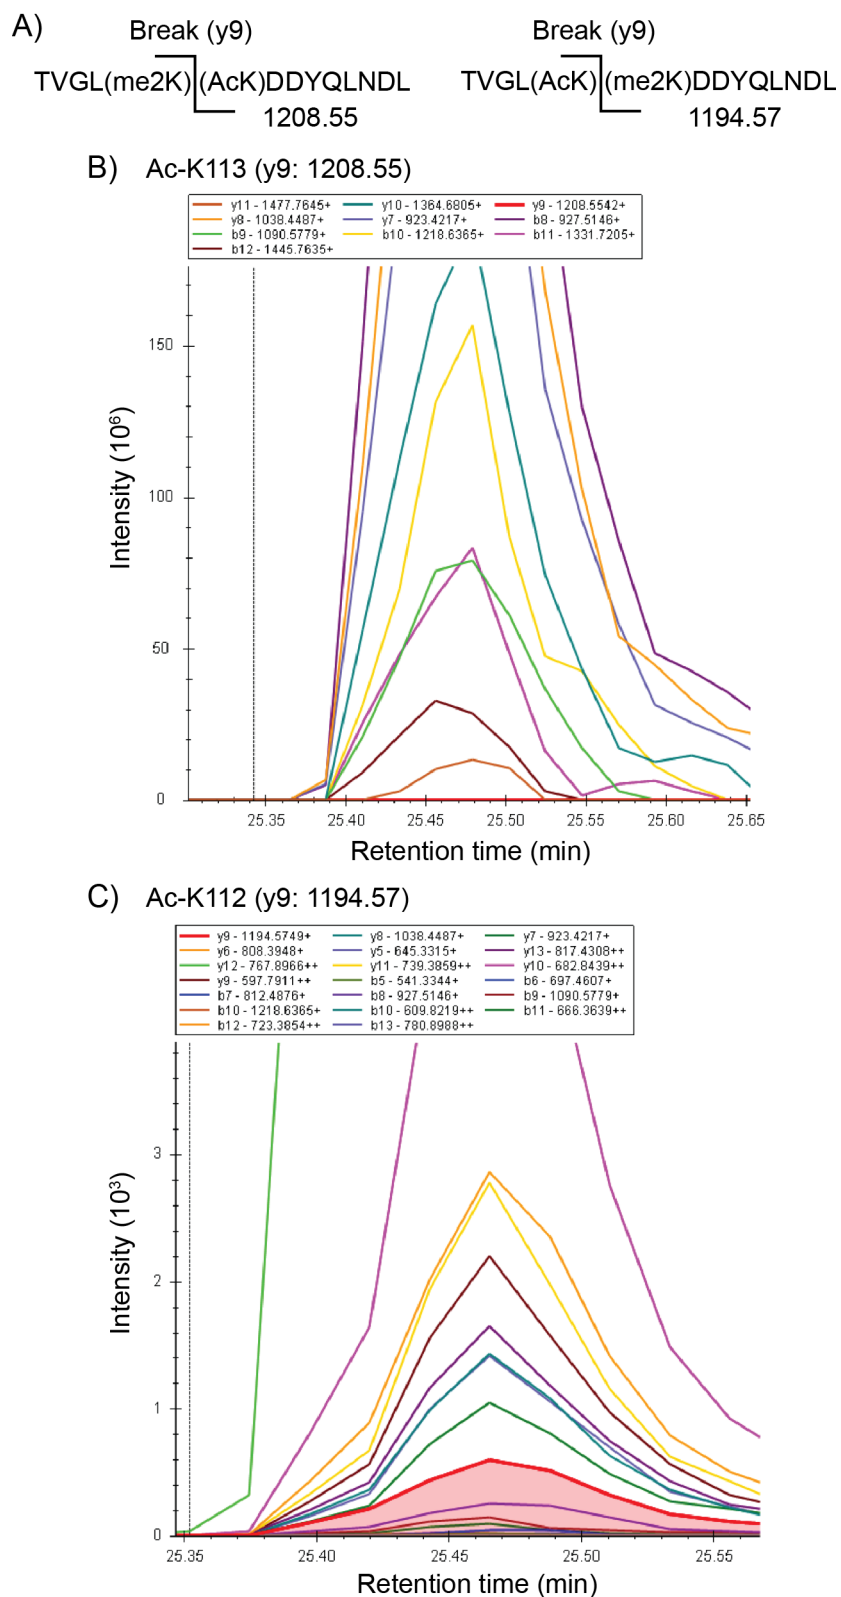 A)
Break (y9) Break (y9)
TVGL(me2K) (AcK)DDYQLNDL TVGL(AcK) (me2K)DDYQLNDL
1208.55 1194.57
B) Ac-K113 (y9: 1208.55)
y11 - 1477.7645+ y10 - 1364.6805+ y9 - 1208.5542+
y8 - 1038.4487+ y7 - 923.4217+ b8 - 927.5146+
b9 - 1090.5779+ b10 - 1218.6365+ b11 - 1331.7205+
b12 - 1445.7635+
Intensity (10⁶)
150
100
50
0
25.35 25.40 25.45 25.50 25.55 25.60 25.65
Retention time (min)
C) Ac-K112 (y9: 1194.57)
y9 - 1194.5749+ y8 - 1038.4487+ y7 - 923.4217+
y6 - 808.3948+ y5 - 645.3315+ y13 - 817.4308++
y12 - 767.8966++ y11 - 739.3859++ y10 - 682.8439++
y9 - 597.7911++ b5 - 541.3344+ b6 - 697.4607+
b7 - 812.4876+ b8 - 927.5146+ b9 - 1090.5779+
b10 - 1218.6365+ b10 - 609.8219++ b11 - 666.3639++
b12 - 723.3854++ b13 - 780.8988++
Intensity (10³)
3
2
1
0
25.35 25.40 25.45 25.50 25.55
Retention time (min)